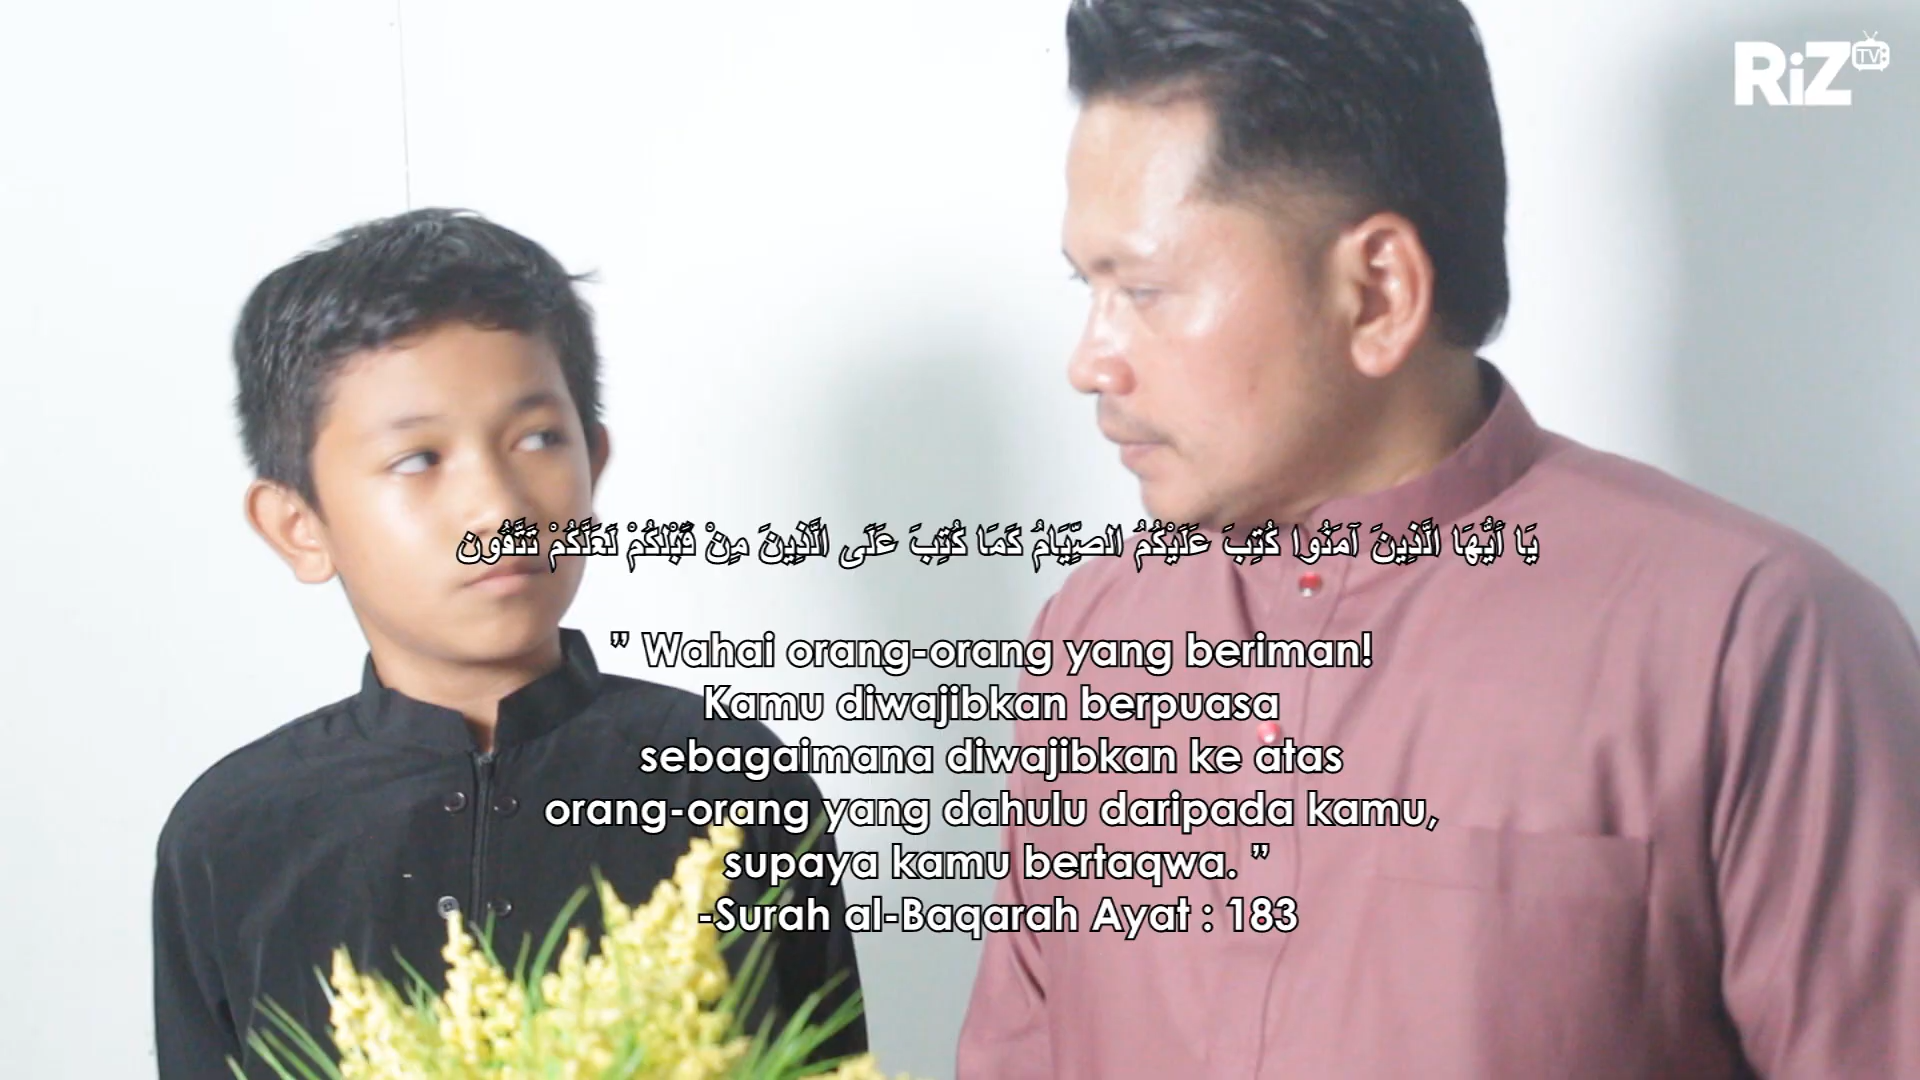 RiZ TV
يَا أَيُّهَا الَّذِينَ آمَنُوا كُتِبَ عَلَيْكُمُ الصِّيَامُ كَمَا كُتِبَ عَلَى الَّذِينَ مِنْ قَبْلِكُمْ لَعَلَّكُمْ تَتَّقُون
” Wahai orang-orang yang beriman!
Kamu diwajibkan berpuasa
sebagaimana diwajibkan ke atas
orang-orang yang dahulu daripada kamu,
supaya kamu bertaqwa. ”
-Surah al-Baqarah Ayat : 183